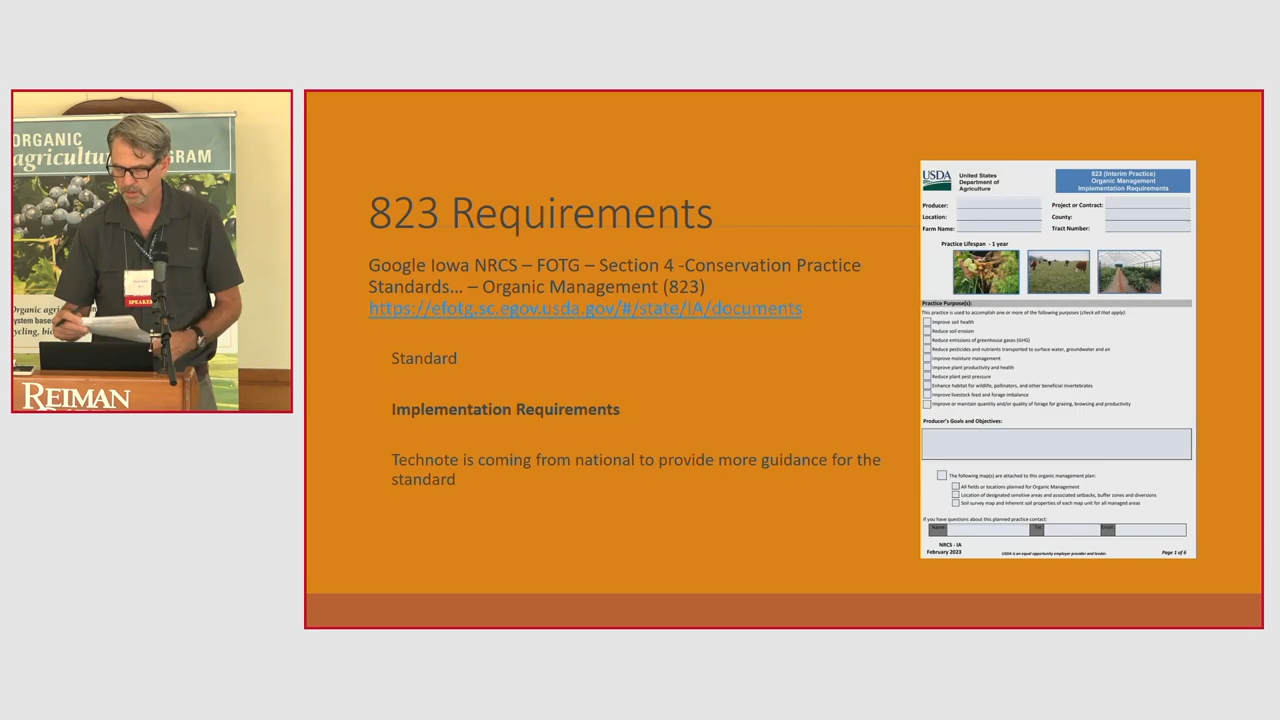 ORGANIC
agricultu
GRAM
Organic agri
ystem based
cycling, bio
SPEAKER
REIMAN
823 Requirements
Google Iowa NRCS – FOTG – Section 4 -Conservation Practice
Standards… – Organic Management (823)
https://efotg.sc.egov.usda.gov/#/state/IA/documents
Standard
Implementation Requirements
Technote is coming from national to provide more guidance for the
standard
USDA
United States
Department of
Agriculture
823 (Interim Practice)
Organic Management
Implementation Requirements
Producer: Project or Contract:
Location: County:
Farm Name: Tract Number:
Practice Lifespan - 1 year
Practice Purpose(s):
This practice is used to accomplish one or more of the following purposes (check all that apply):
Improve soil health
Reduce soil erosion
Reduce emissions of greenhouse gases (GHG)
Reduce pesticides and nutrients transported to surface water, groundwater and air
Improve moisture management
Improve plant productivity and health
Reduce plant pest pressure
Enhance habitat for wildlife, pollinators, and other beneficial invertebrates
Improve livestock feed and forage imbalance
Improve or maintain quantity and/or quality of forage for grazing, browsing and productivity
Producer's Goals and Objectives:
The following map(s) are attached to this organic management plan:
All fields or locations planned for Organic Management
Location of designated sensitive areas and associated setbacks, buffer zones and diversions
Soil survey map and inherent soil properties of each map unit for all managed areas
If you have questions about this planned practice contact:
Name: Tel: Email:
NRCS - IA
February 2023
USDA is an equal opportunity employer provider and lender.
Page 1 of 6